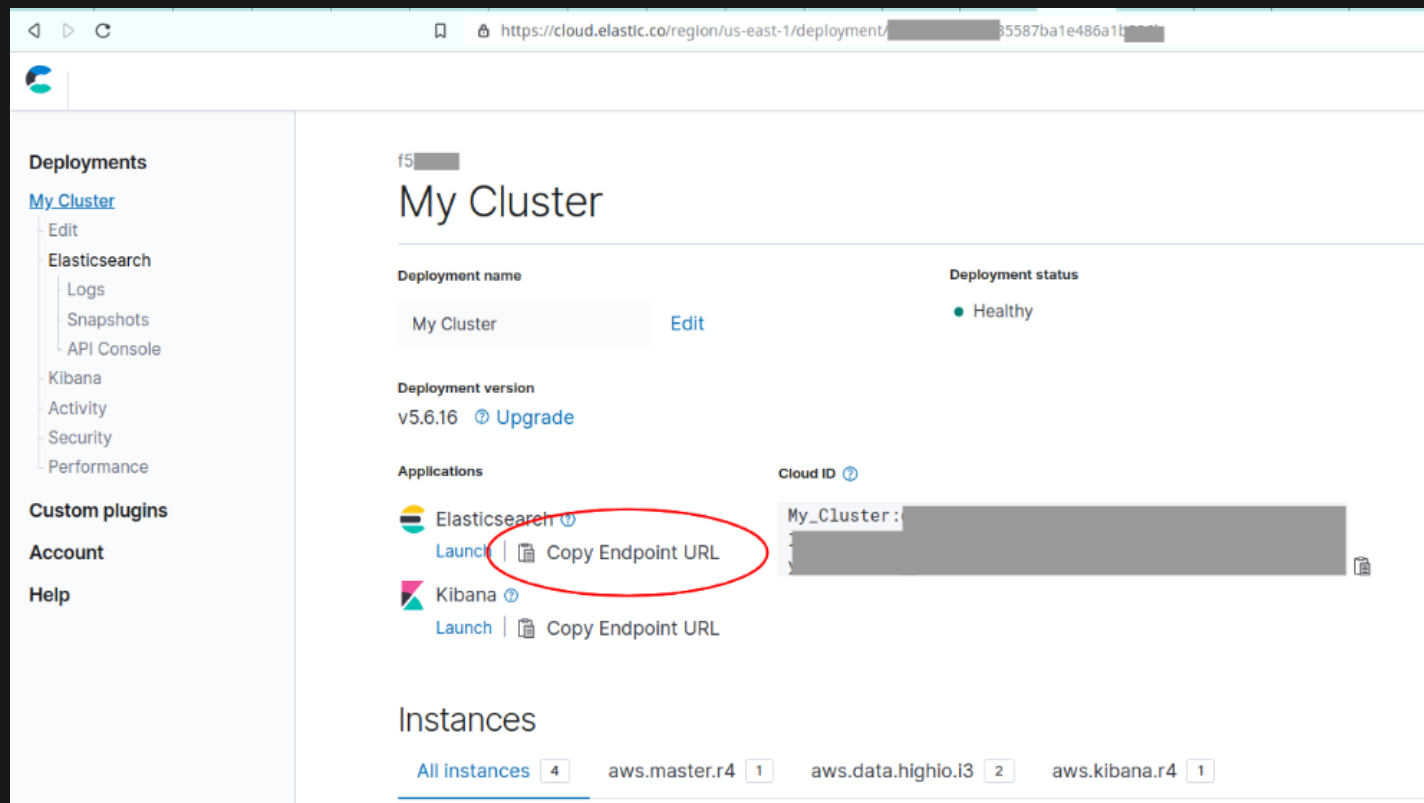 https://cloud.elastic.co/region/us-east-1/deployment/ 35587ba1e486a1b
Deployments
My Cluster
Edit
Elasticsearch
Logs
Snapshots
API Console
Kibana
Activity
Security
Performance
Custom plugins
Account
Help
f5
My Cluster
Deployment name
Deployment status
My Cluster Edit
Healthy
Deployment version
v5.6.16 Upgrade
Applications
Cloud ID
Elasticsearch
Launch Copy Endpoint URL
My_Cluster:
Kibana
Launch Copy Endpoint URL
Instances
All instances 4 aws.master.r4 1 aws.data.highio.i3 2 aws.kibana.r4 1